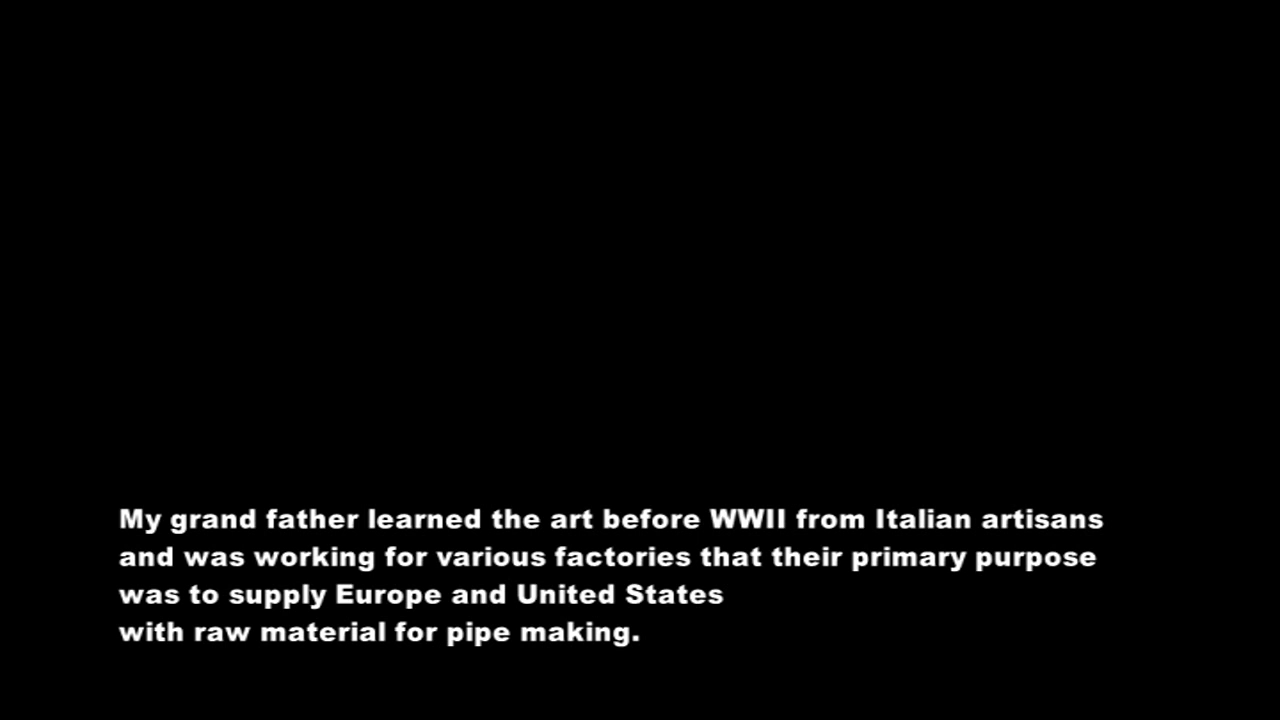 My grand father learned the art before WWII from Italian artisans
and was working for various factories that their primary purpose
was to supply Europe and United States
with raw material for pipe making.